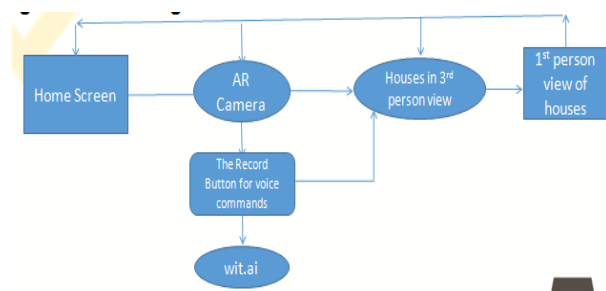 Home Screen
AR
Camera
Houses in 3rd
person view
1st person
view of
houses
The Record
Button for voice
commands
wit.ai